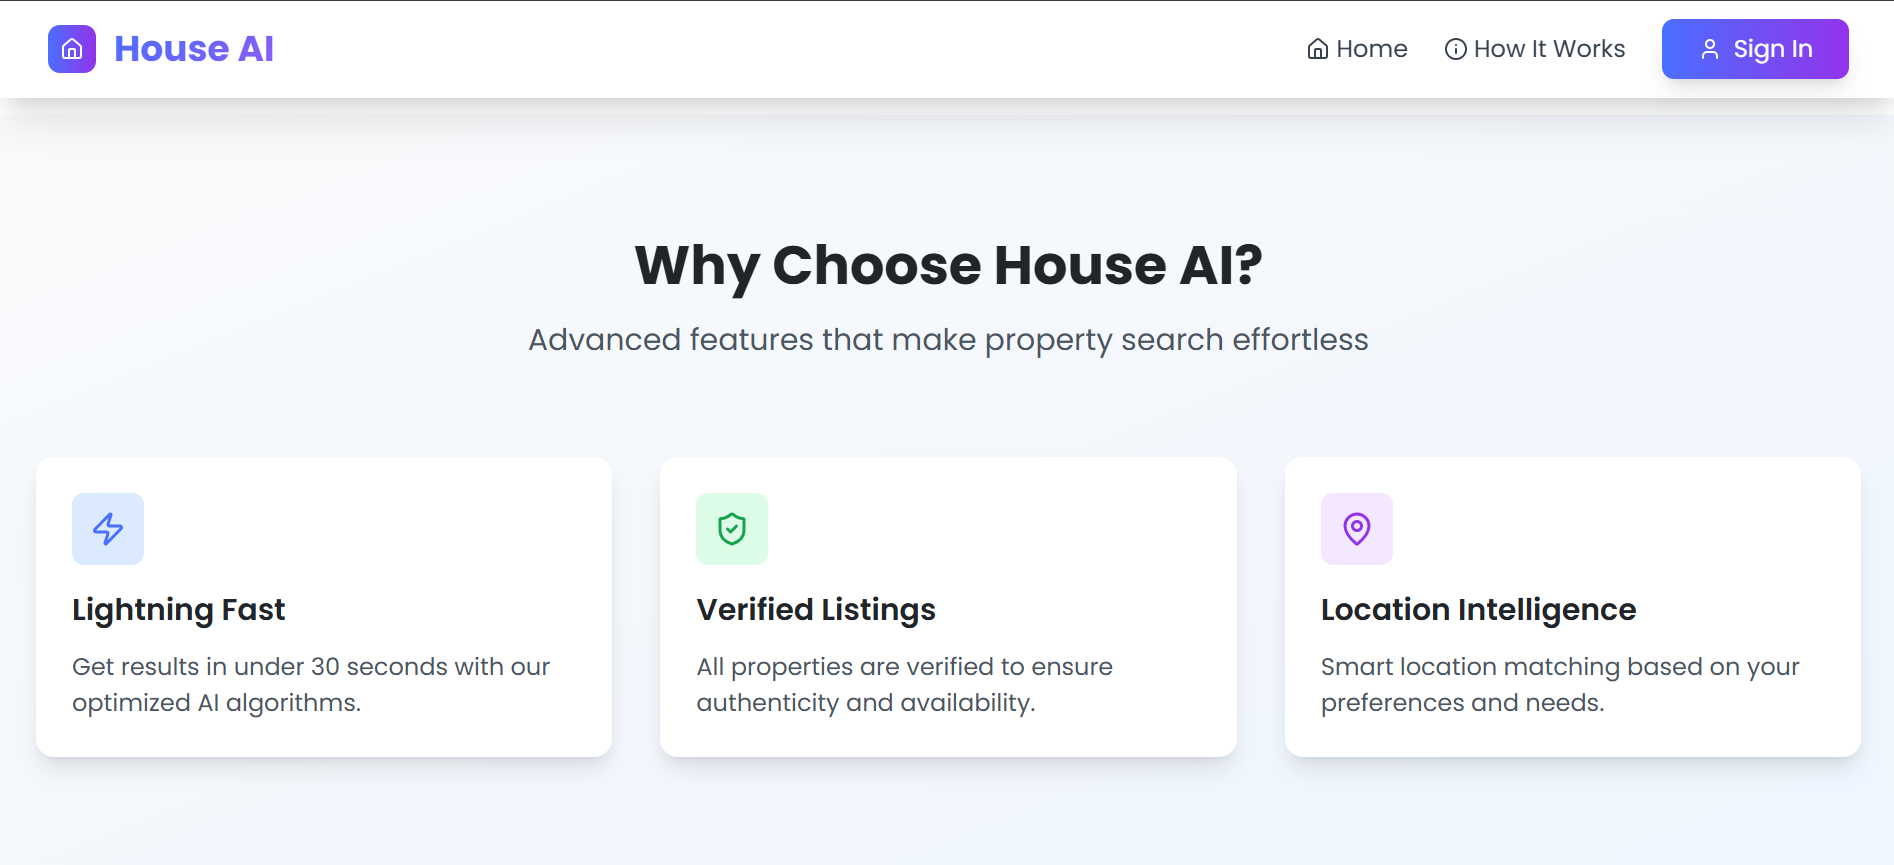 House AI
Home
How It Works
Sign In
Why Choose House AI?
Advanced features that make property search effortless
Lightning Fast
Get results in under 30 seconds with our
optimized AI algorithms.
Verified Listings
All properties are verified to ensure
authenticity and availability.
Location Intelligence
Smart location matching based on your
preferences and needs.